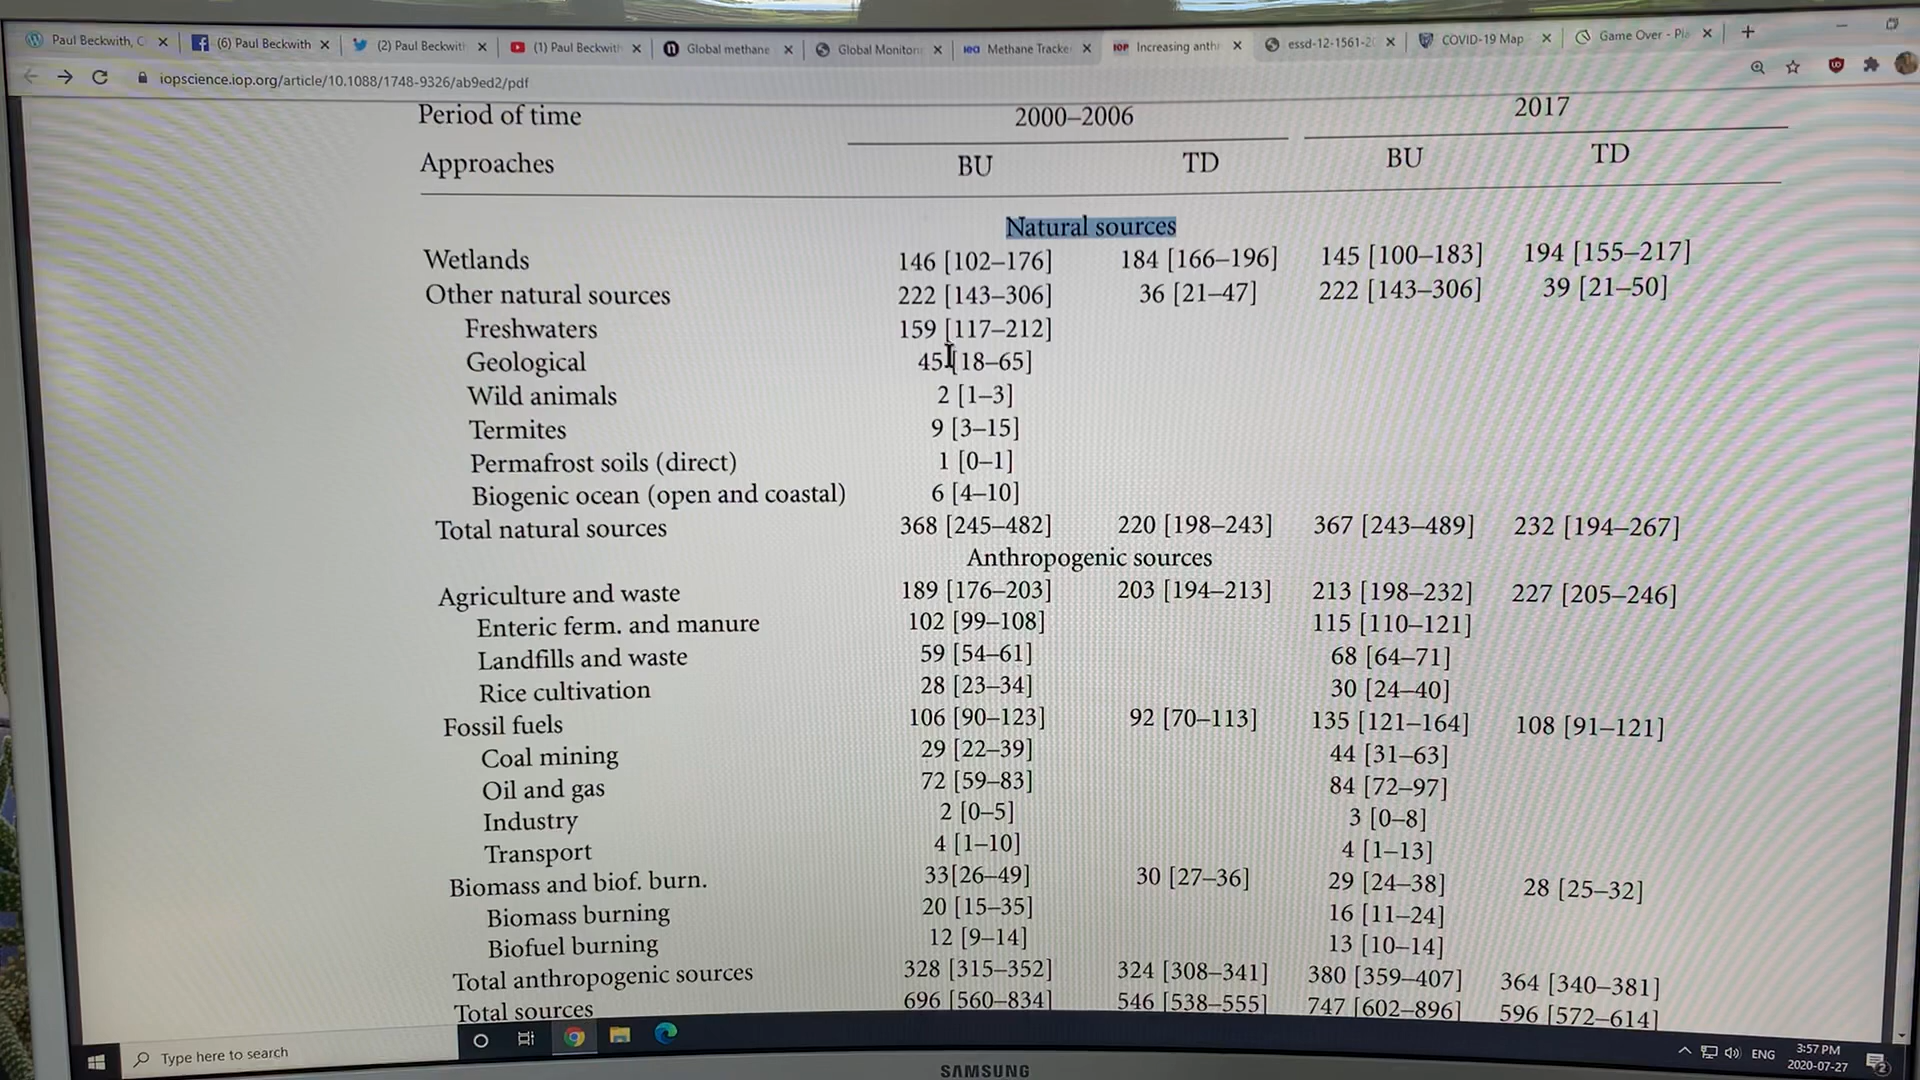 Paul Beckwith, C
(6) Paul Beckwith
(2) Paul Beckwit
(1) Paul Beckwith
Global methane
Global Monitor
iea Methane Tracke
IOP Increasing anth
essd-12-1561-2
COVID-19 Map
Game Over - Pl
iopscience.iop.org/article/10.1088/1748-9326/ab9ed2/pdf
Period of time 2000–2006 2017
Approaches BU TD BU TD
Natural sources
Wetlands 146 [102–176] 184 [166–196] 145 [100–183] 194 [155–217]
Other natural sources 222 [143–306] 36 [21–47] 222 [143–306] 39 [21–50]
Freshwaters 159 [117–212]
Geological 45 [18–65]
Wild animals 2 [1–3]
Termites 9 [3–15]
Permafrost soils (direct) 1 [0–1]
Biogenic ocean (open and coastal) 6 [4–10]
Total natural sources 368 [245–482] 220 [198–243] 367 [243–489] 232 [194–267]
Anthropogenic sources
Agriculture and waste 189 [176–203] 203 [194–213] 213 [198–232] 227 [205–246]
Enteric ferm. and manure 102 [99–108] 115 [110–121]
Landfills and waste 59 [54–61] 68 [64–71]
Rice cultivation 28 [23–34] 30 [24–40]
Fossil fuels 106 [90–123] 92 [70–113] 135 [121–164] 108 [91–121]
Coal mining 29 [22–39] 44 [31–63]
Oil and gas 72 [59–83] 84 [72–97]
Industry 2 [0–5] 3 [0–8]
Transport 4 [1–10] 4 [1–13]
Biomass and biof. burn. 33[26–49] 30 [27–36] 29 [24–38] 28 [25–32]
Biomass burning 20 [15–35] 16 [11–24]
Biofuel burning 12 [9–14] 13 [10–14]
Total anthropogenic sources 328 [315–352] 324 [308–341] 380 [359–407] 364 [340–381]
Total sources 696 [560–834] 546 [538–555] 747 [602–896] 596 [572–614]
Type here to search
ENG
3:57 PM
2020-07-27
2
SAMSUNG